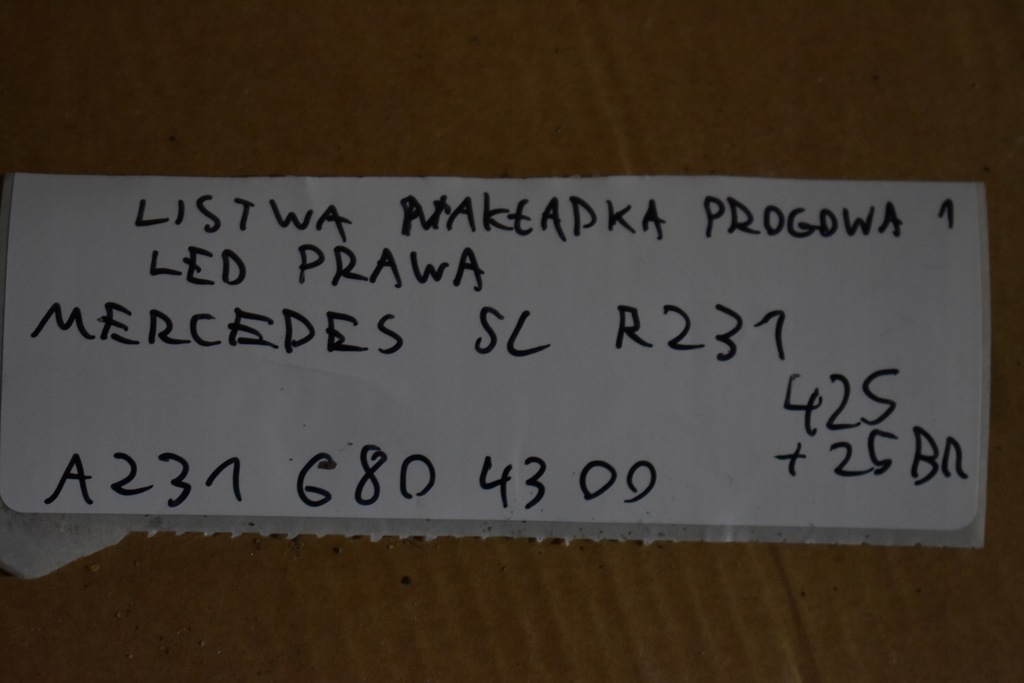 LISTWA NAKŁADKA PROGOWA 1
LED PRAWA
MERCEDES SL R231
425
+ 25 BR
A231 680 43 00